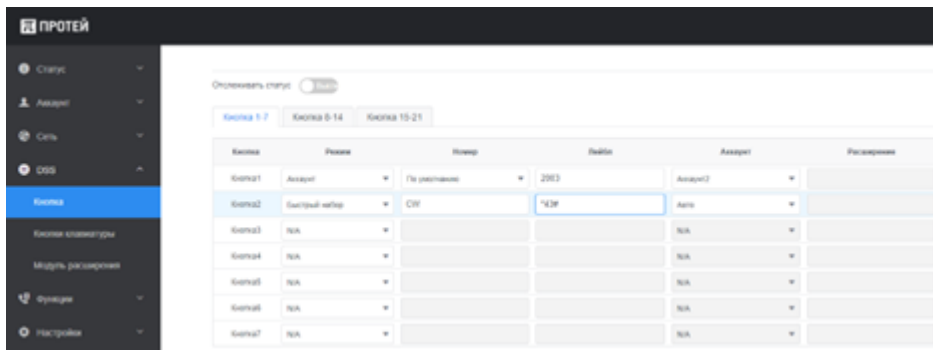 ПРОТЕЙ
Статус
Аккаунт
Сеть
DSS
Кнопка
Кнопки клавиатуры
Модуль расширения
Функции
Настройки
Отслеживать статус Выкл
Кнопка 1-7 Кнопка 8-14 Кнопка 15-21
Кнопка Режим Номер Лейбл Аккаунт Расширение
Кнопка1 Аккаунт По умолчанию 2983 Аккаунт2
Кнопка2 Быстрый набор CW *43# Авто
Кнопка3 N/A N/A
Кнопка4 N/A N/A
Кнопка5 N/A N/A
Кнопка6 N/A N/A
Кнопка7 N/A N/A